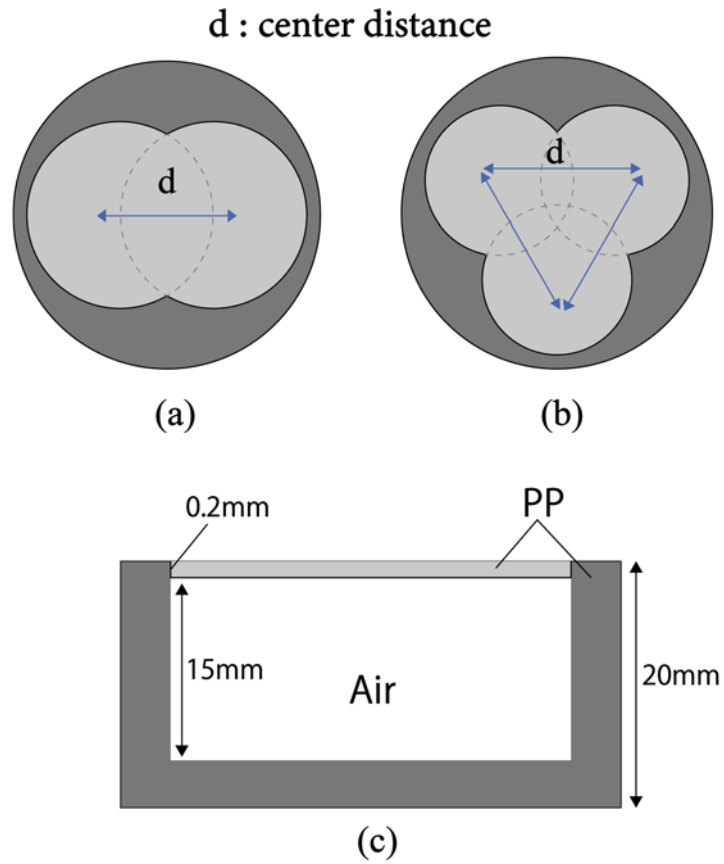 d : center distance
d
d
(a)
(b)
0.2mm
PP
15mm
Air
20mm
(c)